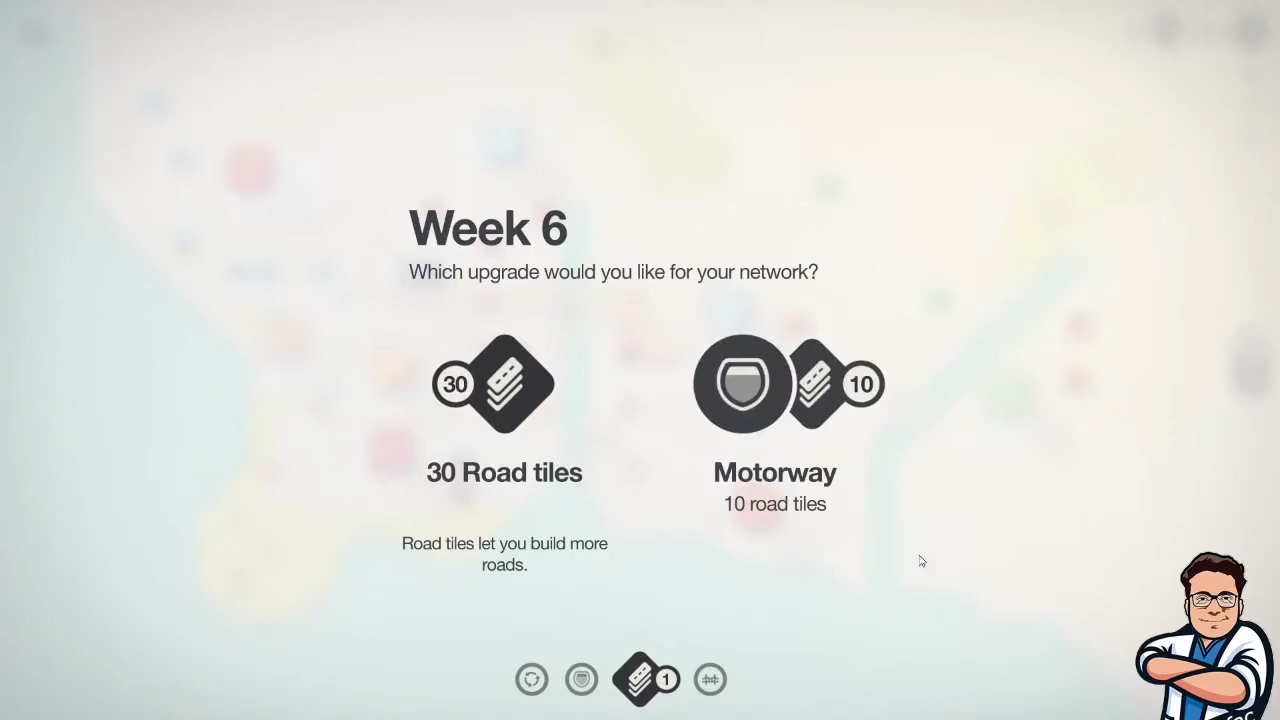 Week 6
Which upgrade would you like for your network?
30
10
30 Road tiles
Motorway
10 road tiles
Road tiles let you build more
roads.
1